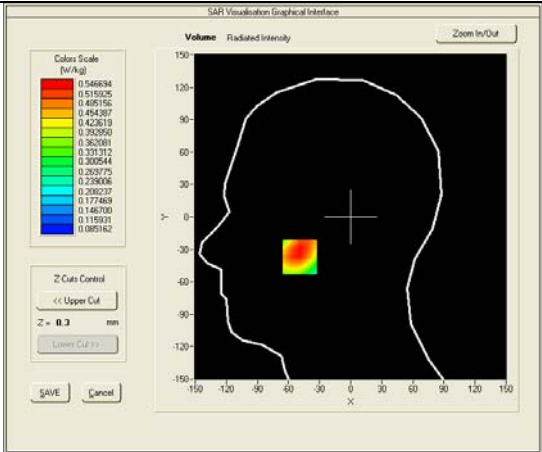 SAR Visualisation Graphical Interface
Volume Radiated Intensity
Zoom In/Out
Colors Scale
(W/kg)
0.546694
0.515925
0.485156
0.454387
0.423619
0.392850
0.362081
0.331312
0.300544
0.269775
0.239006
0.208237
0.177469
0.146700
0.115931
0.085162
Z-Cuts Control
<< Upper Cut
Z = 0.3 mm
Lower Cut >>
SAVE Cancel
150
120
90
60
30
0
-30
-60
-90
-120
-150
Y
-150 -120 -90 -60 -30 0 30 60 90 120 150
X